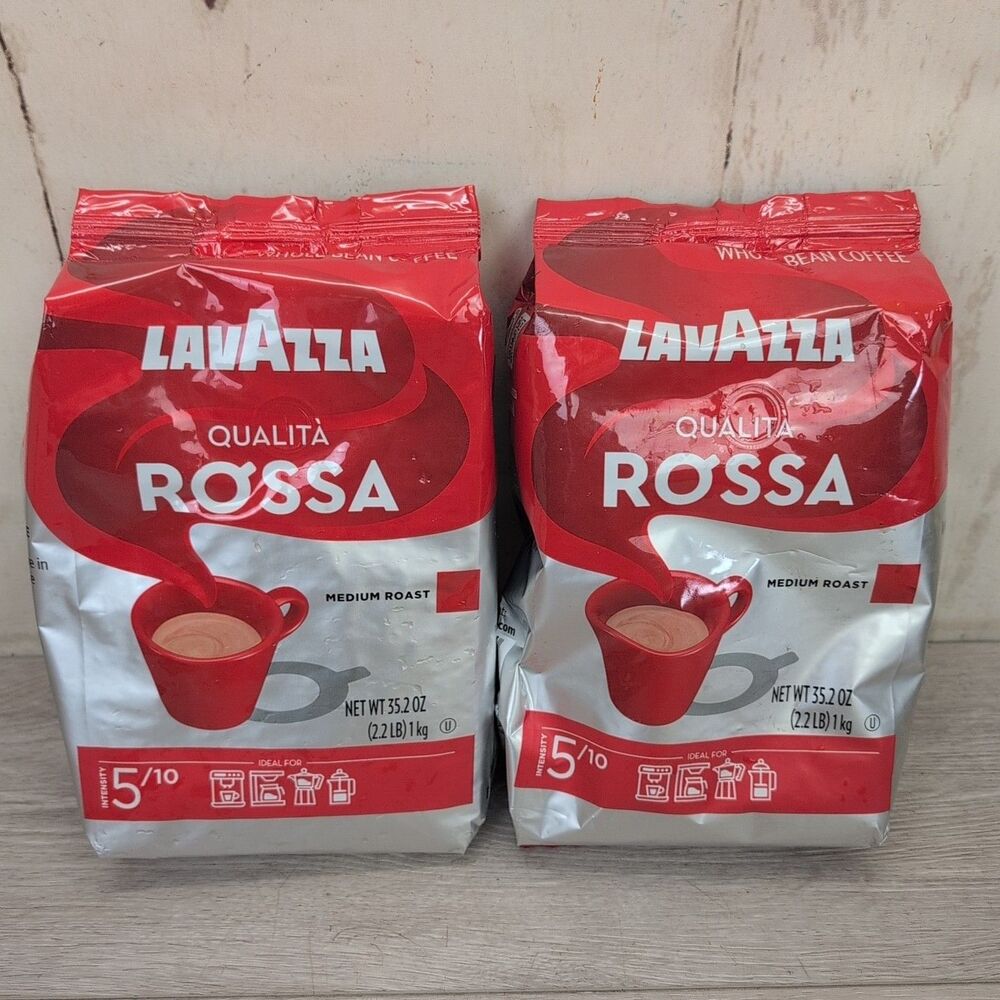 WHOLE BEAN COFFEE
LAVAZZA
QUALITÀ
ROSSA
e in
MEDIUM ROAST
NET WT 35.2 OZ
(2.2 LB) 1 kg U
INTENSITY
5/10
IDEAL FOR
WHOLE BEAN COFFEE
LAVAZZA
QUALITÀ
ROSSA
.com
MEDIUM ROAST
NET WT 35.2 OZ
(2.2 LB) 1 kg U
INTENSITY
5/10
IDEAL FOR